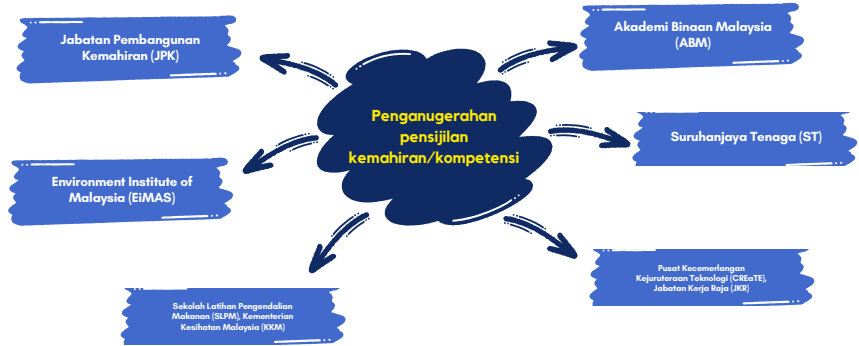 Jabatan Pembangunan
Kemahiran (JPK)
Akademi Binaan Malaysia
(ABM)
Penganugerahan
pensijilan
kemahiran/kompetensi
Suruhanjaya Tenaga (ST)
Environment Institute of
Malaysia (EiMAS)
Pusat Kecemerlangan
Kejuruteraan Teknologi (CREaTE),
Jabatan Kerja Raja (JKR)
Sekolah Latihan Pengendalian
Makanan (SLPM), Kementerian
Kesihatan Malaysia (KKM)